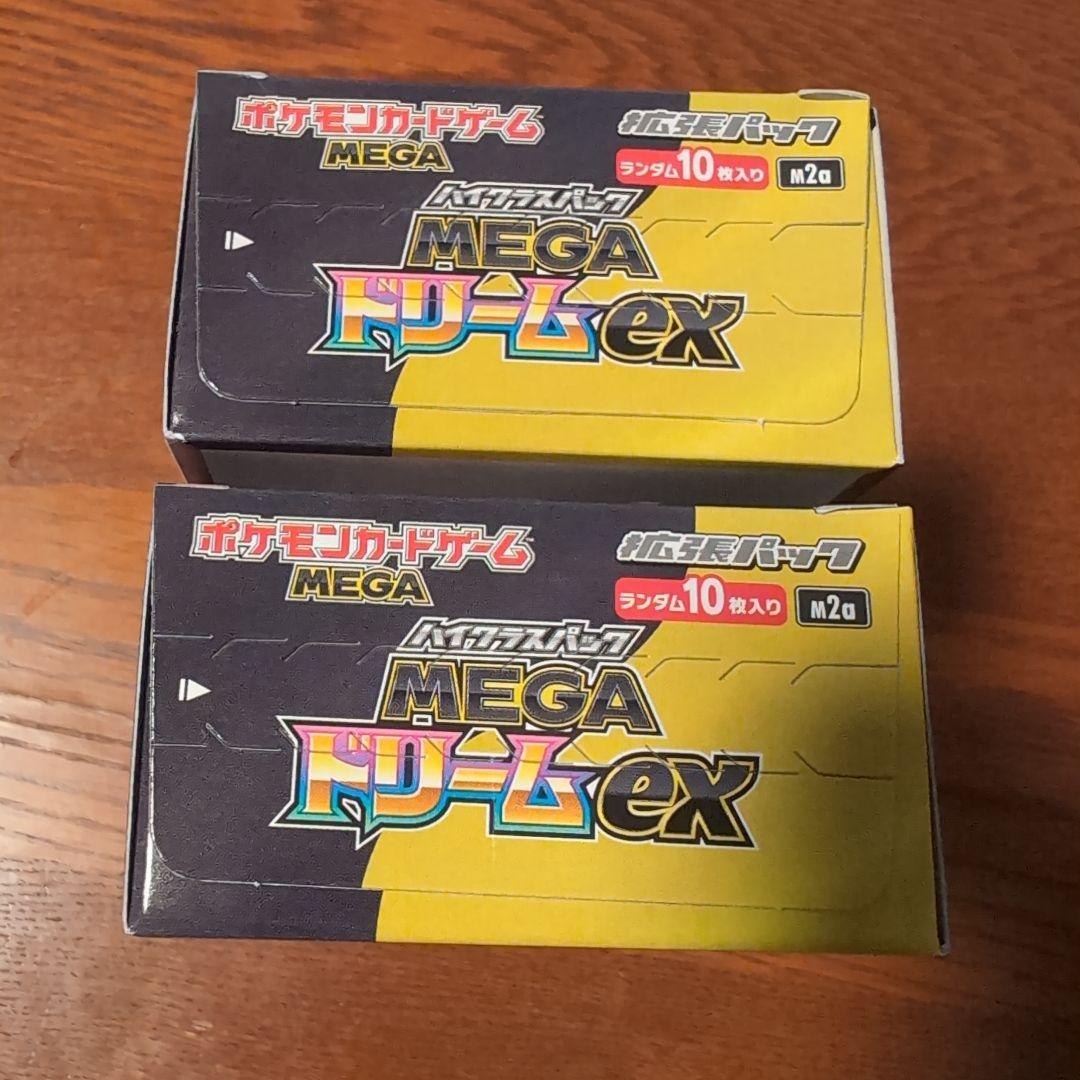 ポケモンカードゲーム
MEGA
拡張パック
ランダム10枚入り
M2a
ハイクラスパック
MEGA
ドリームex
ポケモンカードゲーム
MEGA
拡張パック
ランダム10枚入り
M2a
ハイクラスパック
MEGA
ドリームex